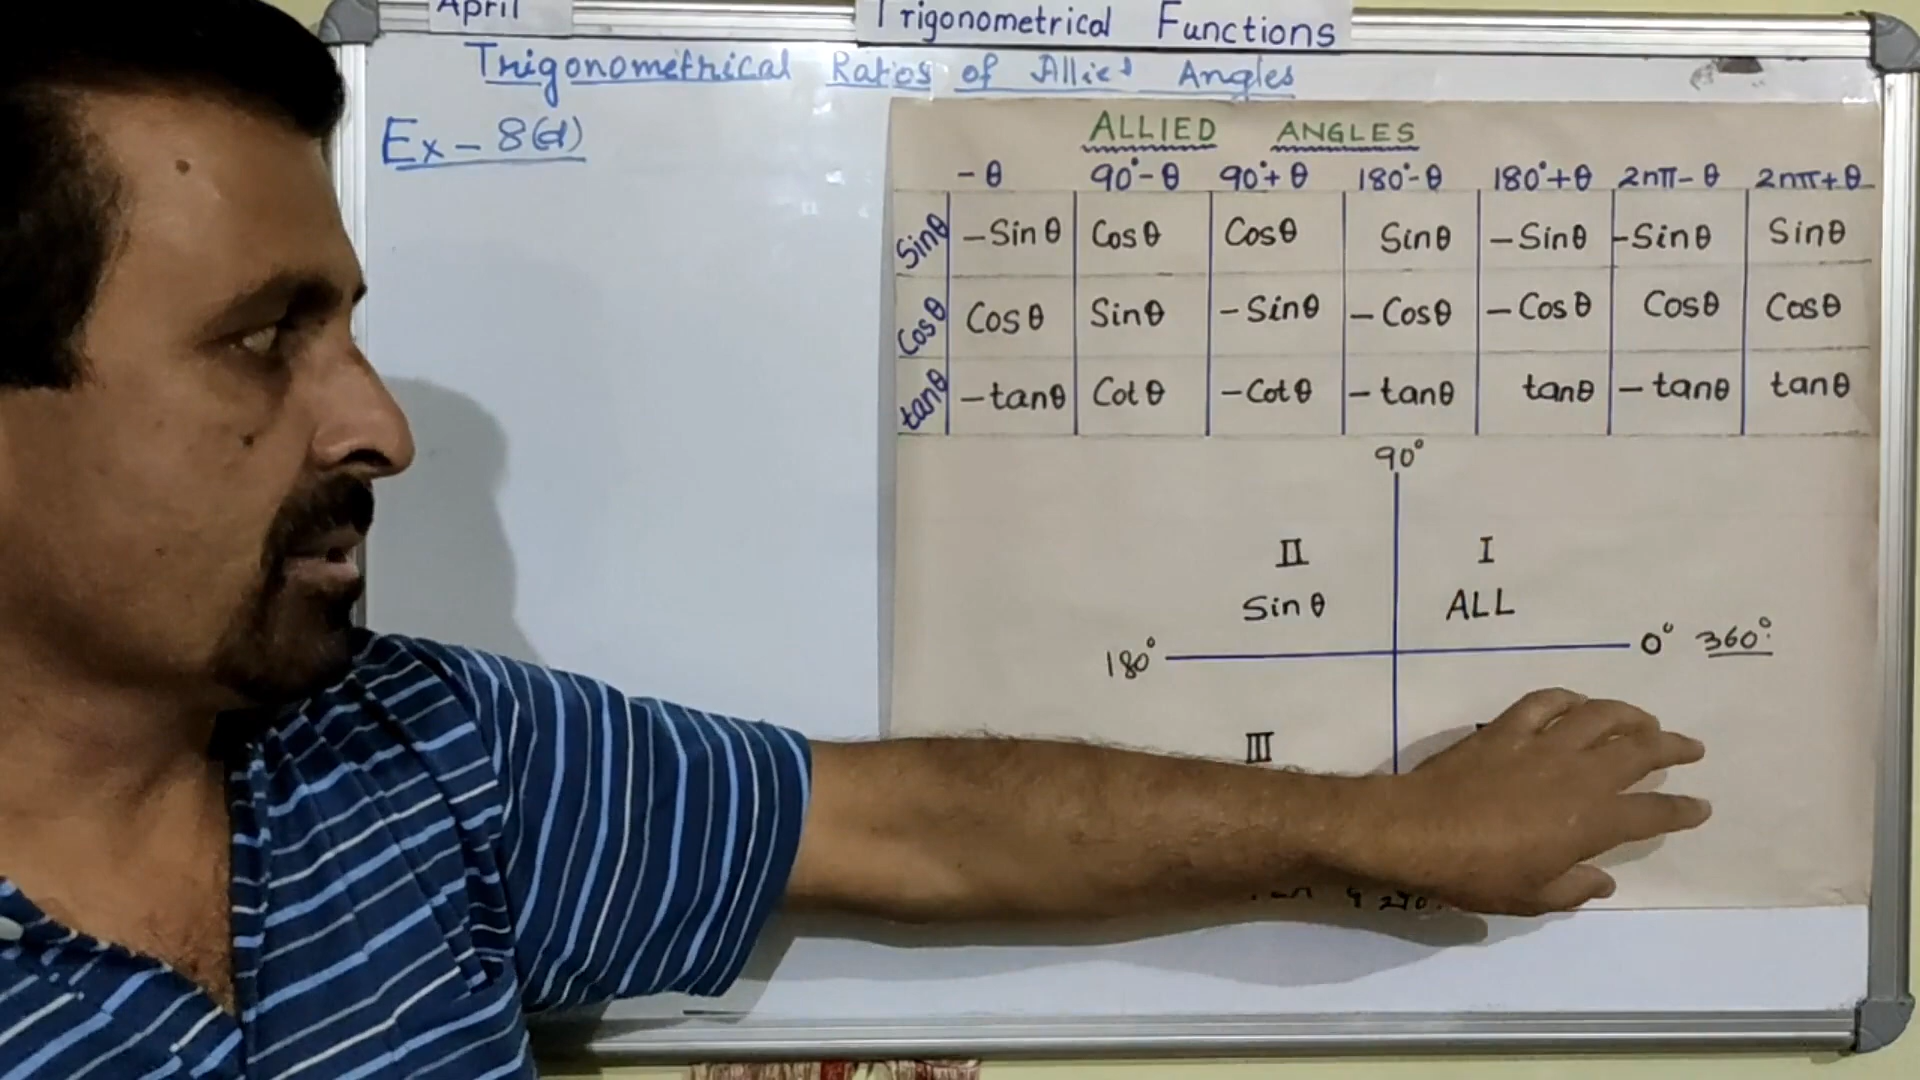 April
Trigonometrical Functions
Trigonometrical Ratios of Allied Angles
Ex - 8(d)
ALLIED ANGLES
-θ 90°-θ 90°+θ 180°-θ 180°+θ 2nπ-θ 2nπ+θ
Sinθ -Sinθ Cosθ Cosθ Sinθ -Sinθ -Sinθ Sinθ
Cosθ Cosθ Sinθ -Sinθ -Cosθ -Cosθ Cosθ Cosθ
tanθ -tanθ Cotθ -Cotθ -tanθ tanθ -tanθ tanθ
90°
II I
Sin θ ALL
180° 0° 360°
III